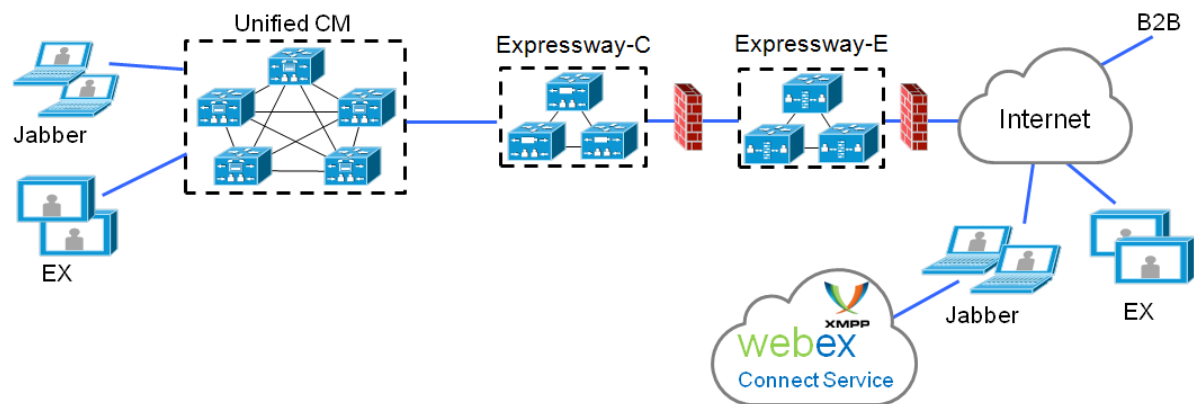 Unified CM
Expressway-C
Expressway-E
B2B
Jabber
Internet
EX
Jabber
EX
XMPP
webex
Connect Service